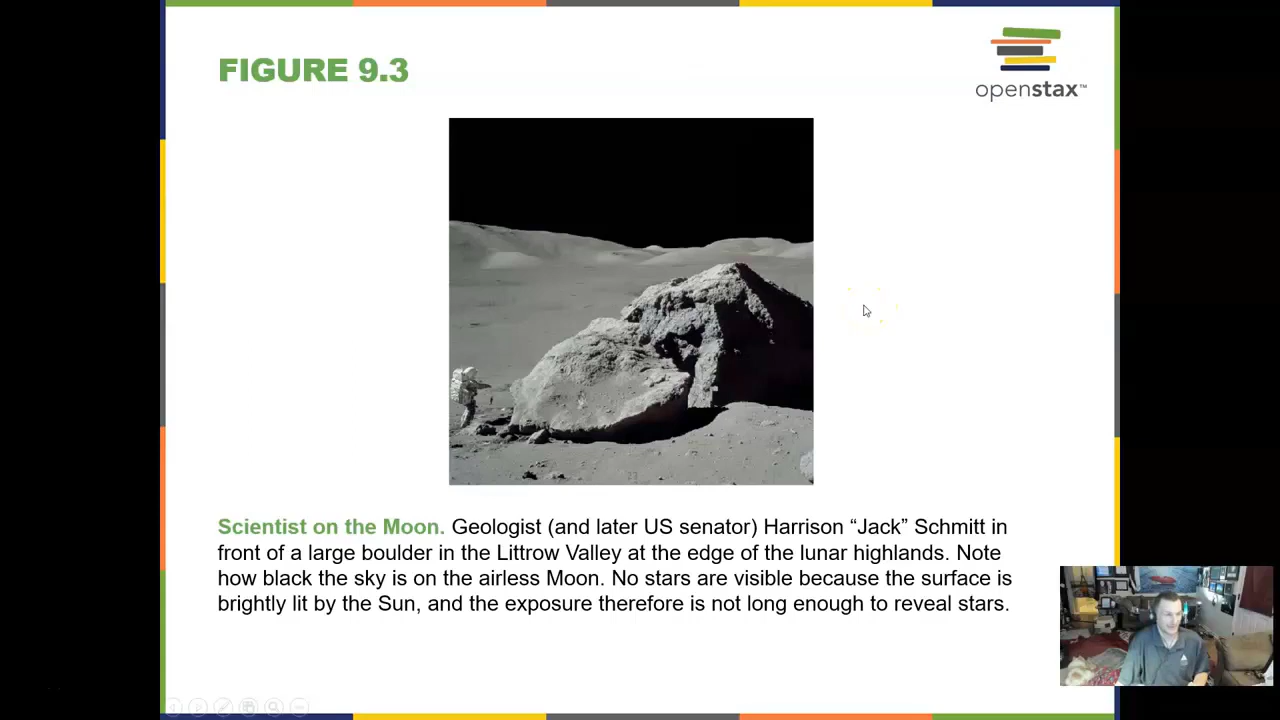 FIGURE 9.3
openstax™
Scientist on the Moon. Geologist (and later US senator) Harrison “Jack” Schmitt in
front of a large boulder in the Littrow Valley at the edge of the lunar highlands. Note
how black the sky is on the airless Moon. No stars are visible because the surface is
brightly lit by the Sun, and the exposure therefore is not long enough to reveal stars.